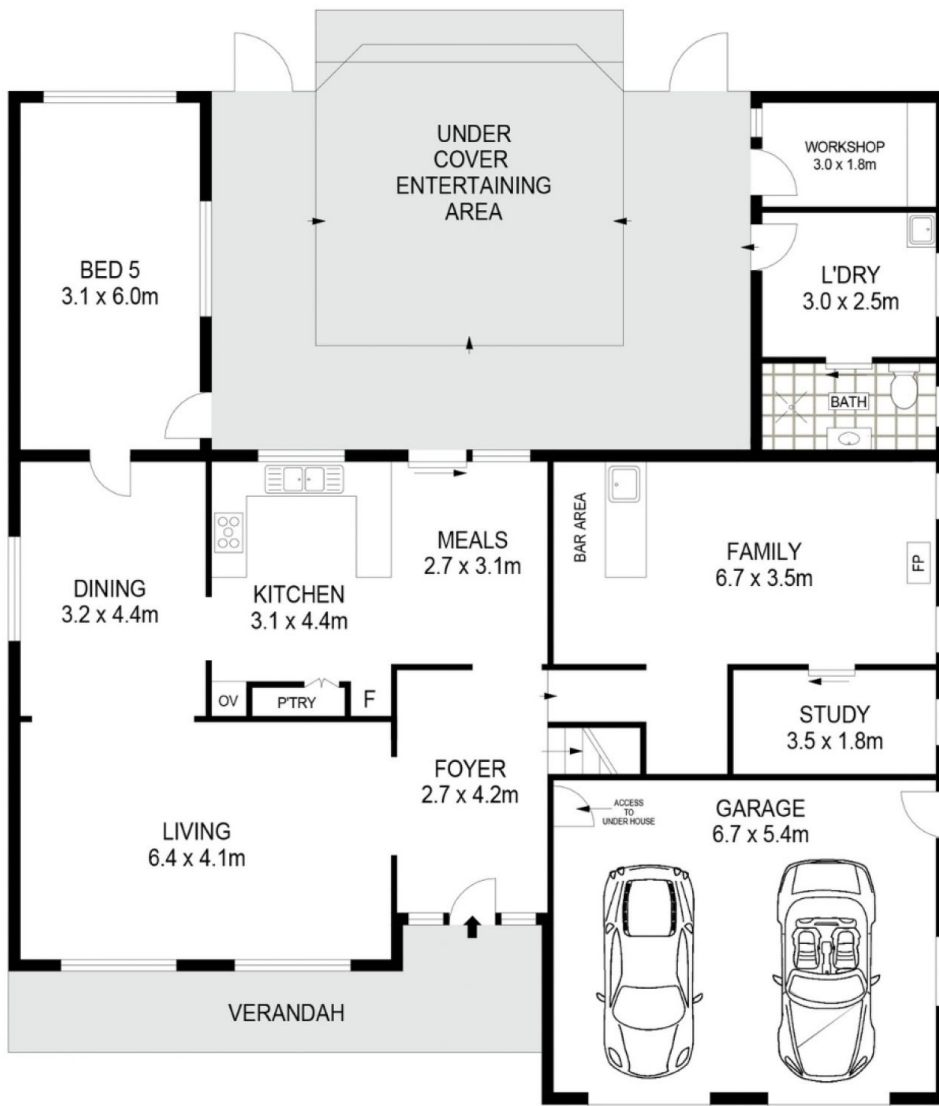 UNDER
COVER
ENTERTAINING
AREA
WORKSHOP
3.0 x 1.8m
BED 5
3.1 x 6.0m
L'DRY
3.0 x 2.5m
BATH
BAR AREA
MEALS
2.7 x 3.1m
FAMILY
6.7 x 3.5m
FP
DINING
3.2 x 4.4m
KITCHEN
3.1 x 4.4m
OV
P'TRY
F
STUDY
3.5 x 1.8m
FOYER
2.7 x 4.2m
LIVING
6.4 x 4.1m
ACCESS
TO
UNDER HOUSE
GARAGE
6.7 x 5.4m
VERANDAH